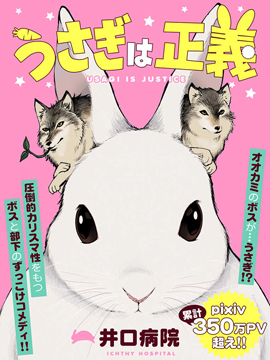 うさぎは正義
USAGI IS JUSTICE
オオカミのボスが…うさぎ!?
圧倒的カリスマ性をもつ
ボスと部下のずっこけコメディ!!
累計
pixiv
350万PV
超え!!
井口病院
ICHTHY HOSPITAL